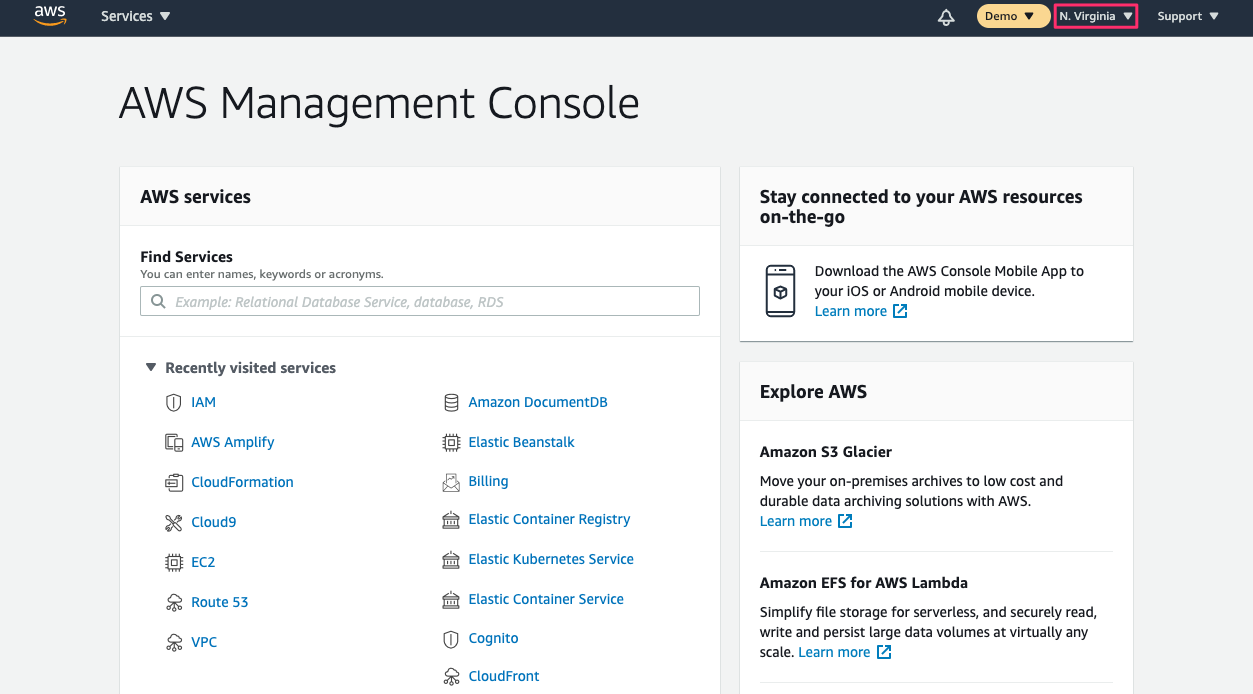 aws
Services
Demo
N. Virginia
Support
AWS Management Console
AWS services
Find Services
You can enter names, keywords or acronyms.
Example: Relational Database Service, database, RDS
Recently visited services
IAM
AWS Amplify
CloudFormation
Cloud9
EC2
Route 53
VPC
Amazon DocumentDB
Elastic Beanstalk
Billing
Elastic Container Registry
Elastic Kubernetes Service
Elastic Container Service
Cognito
CloudFront
Stay connected to your AWS resources
on-the-go
Download the AWS Console Mobile App to
your iOS or Android mobile device.
Learn more
Explore AWS
Amazon S3 Glacier
Move your on-premises archives to low cost and
durable data archiving solutions with AWS.
Learn more
Amazon EFS for AWS Lambda
Simplify file storage for serverless, and securely read,
write and persist large data volumes at virtually any
scale. Learn more